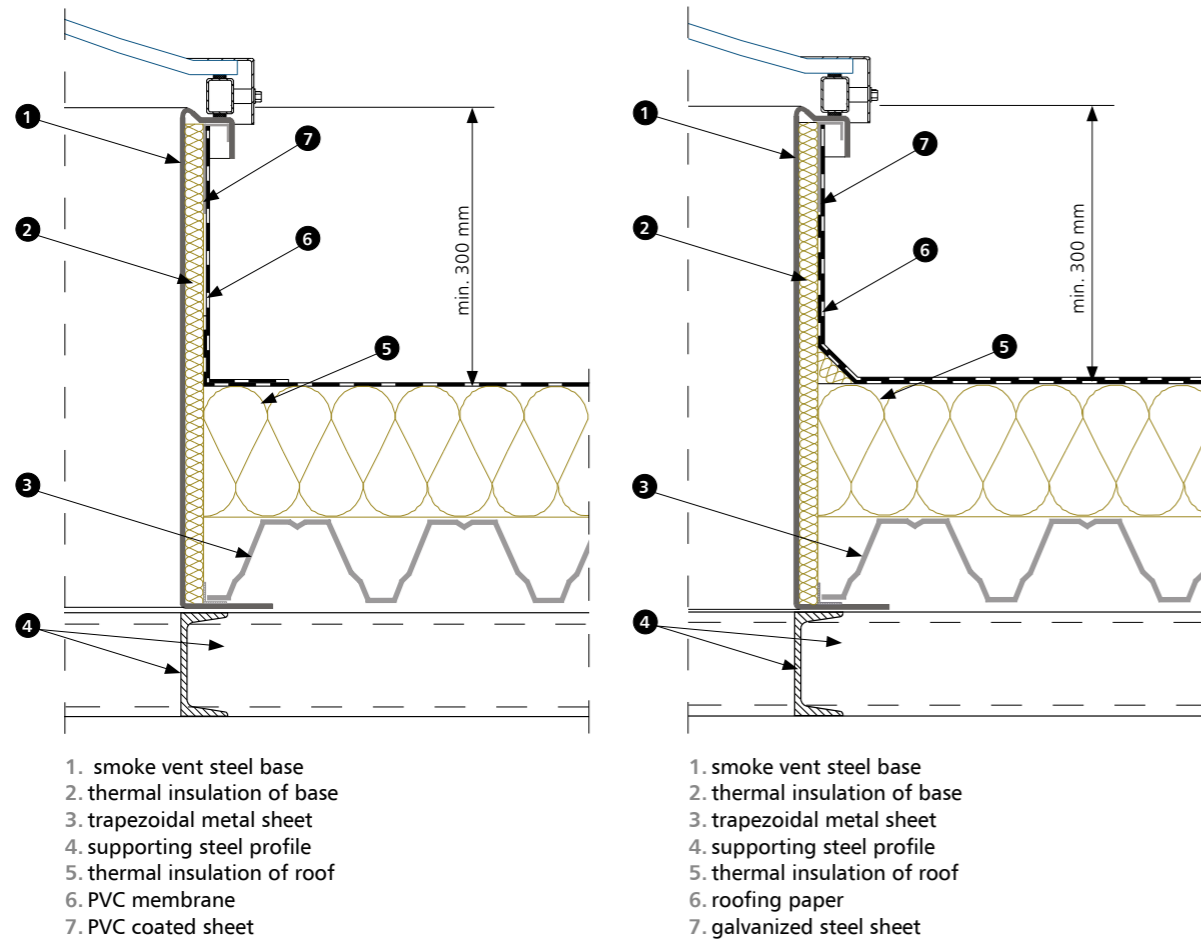 1
2
3
4
5
6
7
min. 300 mm
1. smoke vent steel base
2. thermal insulation of base
3. trapezoidal metal sheet
4. supporting steel profile
5. thermal insulation of roof
6. PVC membrane
7. PVC coated sheet
1
2
3
4
5
6
7
min. 300 mm
1. smoke vent steel base
2. thermal insulation of base
3. trapezoidal metal sheet
4. supporting steel profile
5. thermal insulation of roof
6. roofing paper
7. galvanized steel sheet